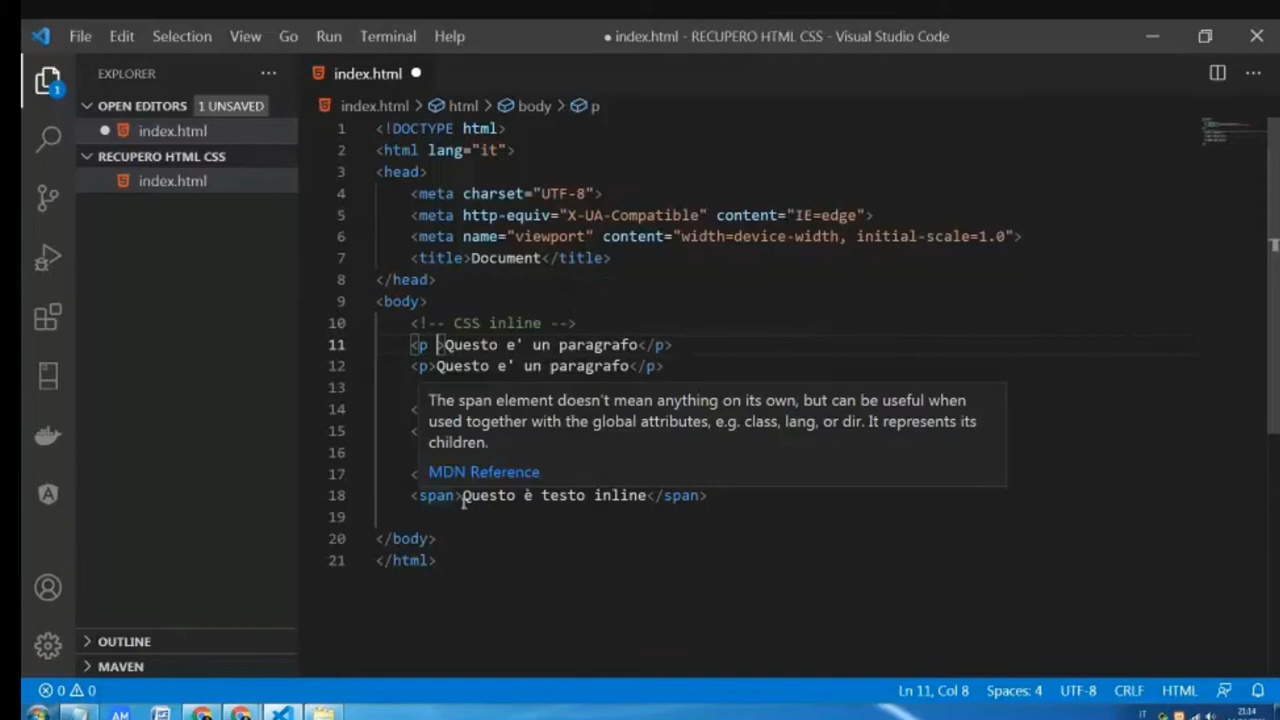 File Edit Selection View Go Run Terminal Help
● index.html - RECUPERO HTML CSS - Visual Studio Code
EXPLORER
1
OPEN EDITORS 1 UNSAVED
index.html
RECUPERO HTML CSS
index.html
OUTLINE
MAVEN
index.html
index.html > html > body > p
1 <!DOCTYPE html>
2 <html lang="it">
3 <head>
4 <meta charset="UTF-8">
5 <meta http-equiv="X-UA-Compatible" content="IE=edge">
6 <meta name="viewport" content="width=device-width, initial-scale=1.0">
7 <title>Document</title>
8 </head>
9 <body>
10 <!-- CSS inline -->
11 <p >Questo e' un paragrafo</p>
12 <p>Questo e' un paragrafo</p>
13
14 <
15 <
16
17 <
The span element doesn't mean anything on its own, but can be useful when
used together with the global attributes, e.g. class, lang, or dir. It represents its
children.
MDN Reference
18 <span>Questo è testo inline</span>
19
20 </body>
21 </html>
0 0 Ln 11, Col 8 Spaces: 4 UTF-8 CRLF HTML
AM IT 21:14